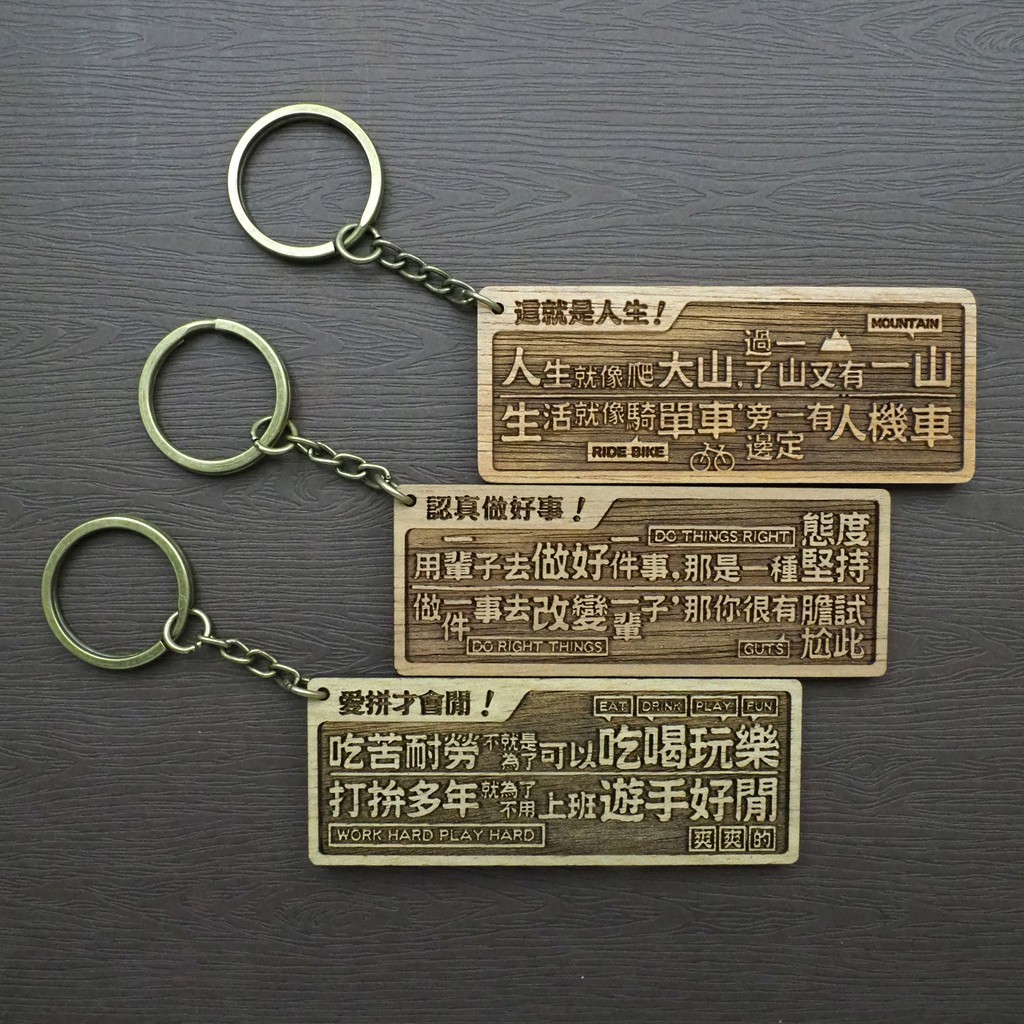 這就是人生！
MOUNTAIN
人生就像爬大山，過了一山又有一山
生活就像騎單車，旁邊一定有人機車
RIDE BIKE
認真做好事！
DO THINGS RIGHT
用一輩子去做好一件事，那是一種態度堅持
做一件事去改變一輩子，那你很有膽試尬此
DO RIGHT THINGS
GUTS
愛拼才會閒！
EAT DRINK PLAY FUN
吃苦耐勞不就是為了可以吃喝玩樂
打拚多年就為了不用上班遊手好閒
WORK HARD PLAY HARD
爽爽的